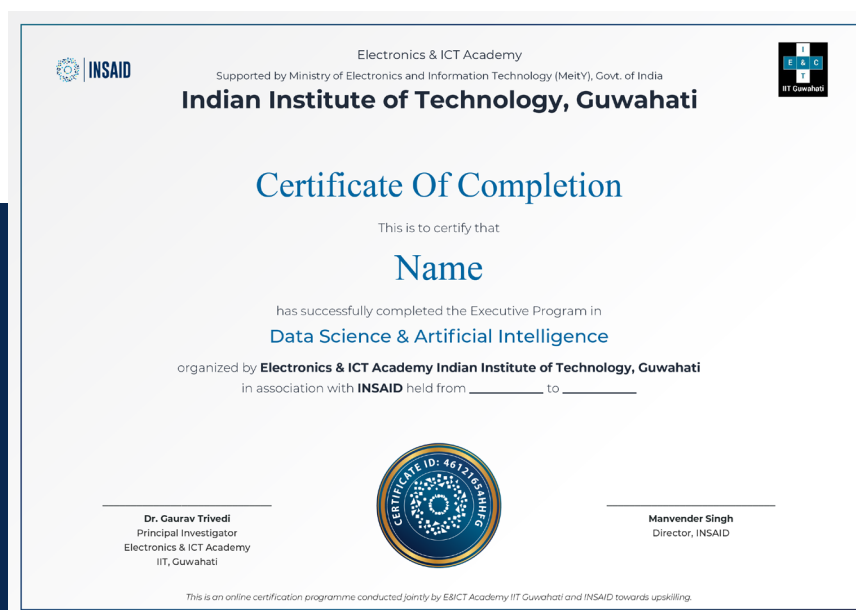 INSAID
Electronics & ICT Academy
Supported by Ministry of Electronics and Information Technology (MeitY), Govt. of India
Indian Institute of Technology, Guwahati
I
E & C
T
IIT Guwahati
Certificate Of Completion
This is to certify that
Name
has successfully completed the Executive Program in
Data Science & Artificial Intelligence
organized by Electronics & ICT Academy Indian Institute of Technology, Guwahati
in association with INSAID held from ___________ to ___________
CERTIFICATE ID: 46121654HHFG
Dr. Gaurav Trivedi
Principal Investigator
Electronics & ICT Academy
IIT, Guwahati
Manvender Singh
Director, INSAID
This is an online certification programme conducted jointly by E&ICT Academy IIT Guwahati and INSAID towards upskilling.